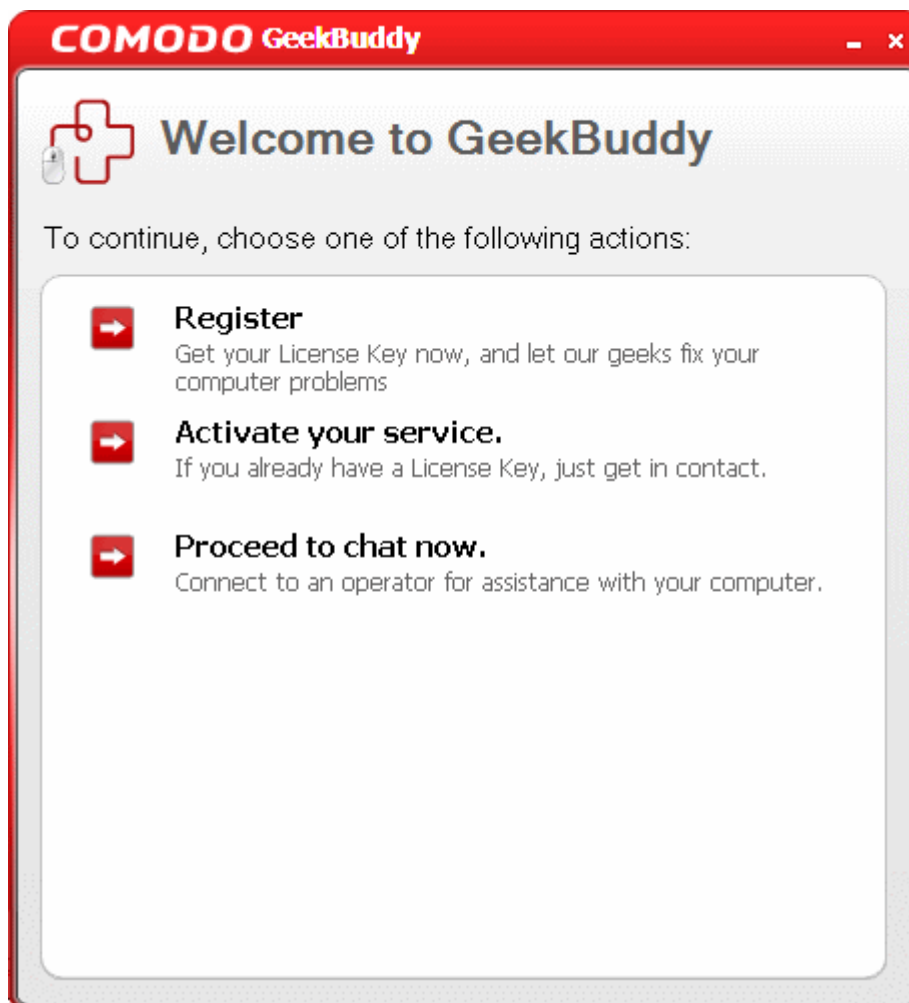 COMODO GeekBuddy
Welcome to GeekBuddy
To continue, choose one of the following actions:
Register
Get your License Key now, and let our geeks fix your
computer problems
Activate your service.
If you already have a License Key, just get in contact.
Proceed to chat now.
Connect to an operator for assistance with your computer.